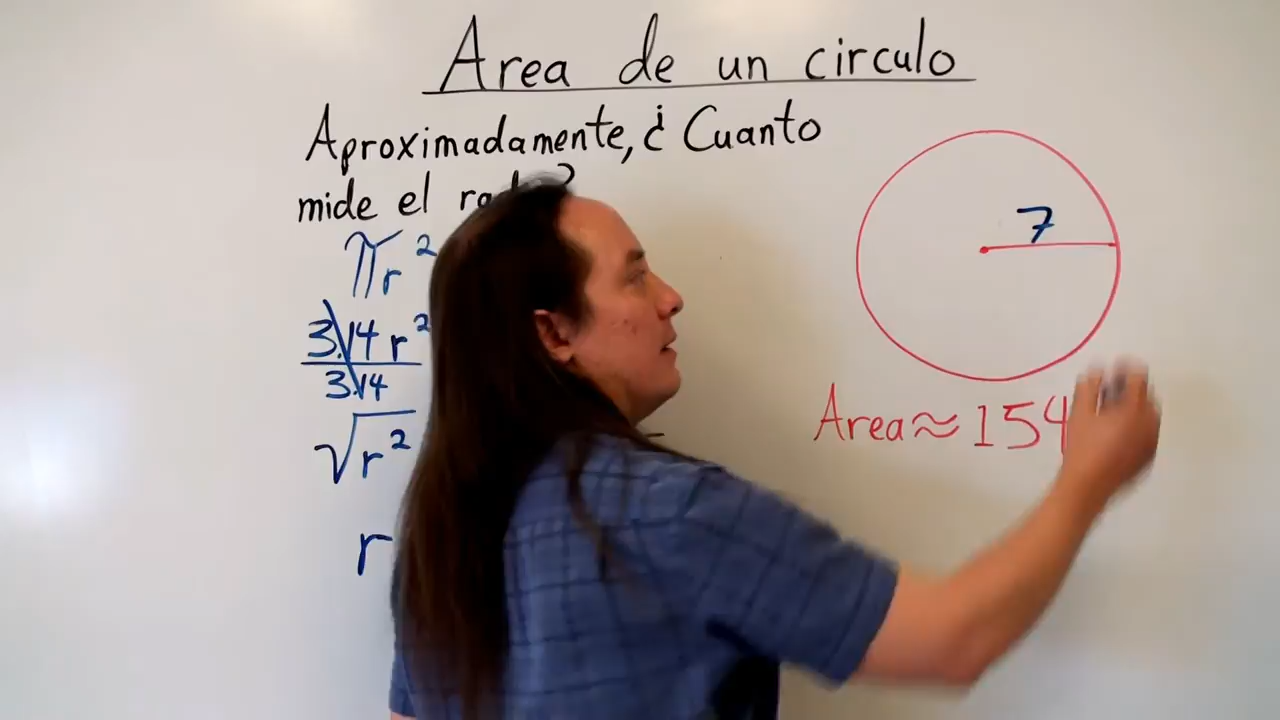 Area de un circulo
Aproximadamente, ¿ Cuanto
mide el
πr²
3.14 r²
3.14
√r²
r
7
Area ≈ 154